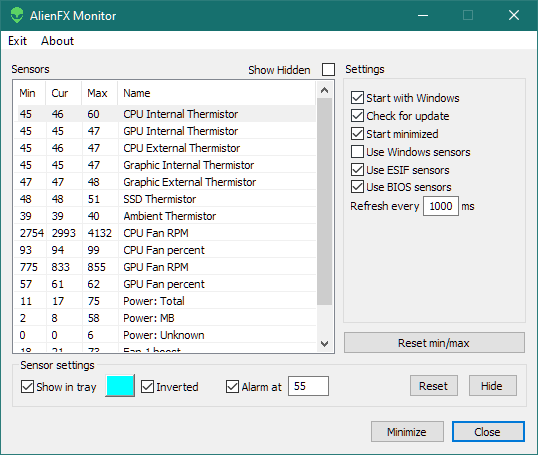 AlienFX Monitor
Exit About
Sensors Show Hidden
Min Cur Max Name
45 46 60 CPU Internal Thermistor
45 45 47 GPU Internal Thermistor
45 46 47 CPU External Thermistor
45 45 47 Graphic Internal Thermistor
47 47 48 Graphic External Thermistor
48 48 51 SSD Thermistor
39 39 40 Ambient Thermistor
2754 2993 4132 CPU Fan RPM
93 94 99 CPU Fan percent
775 833 855 GPU Fan RPM
57 61 62 GPU Fan percent
11 17 75 Power: Total
2 8 58 Power: MB
0 0 6 Power: Unknown
18 21 73 Fan 1 boost
Settings
Start with Windows
Check for update
Start minimized
Use Windows sensors
Use ESIF sensors
Use BIOS sensors
Refresh every 1000 ms
Reset min/max
Sensor settings
Show in tray Inverted Alarm at 55 Reset Hide
Minimize Close